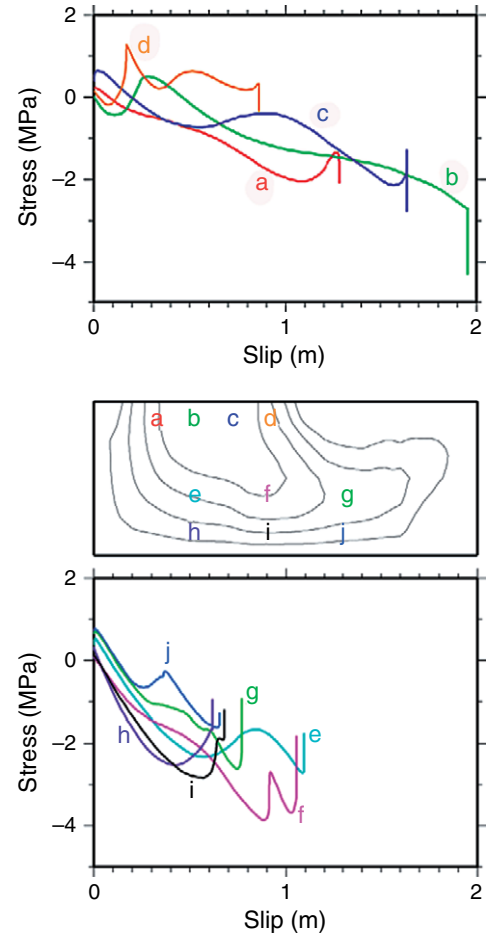 2
d
0
c
a
b
–2
–4
Stress (MPa)
0 1 2
Slip (m)
a b c d
e f g
h i j
2
0
j
g
h
e
–2
i
f
–4
Stress (MPa)
0 1 2
Slip (m)